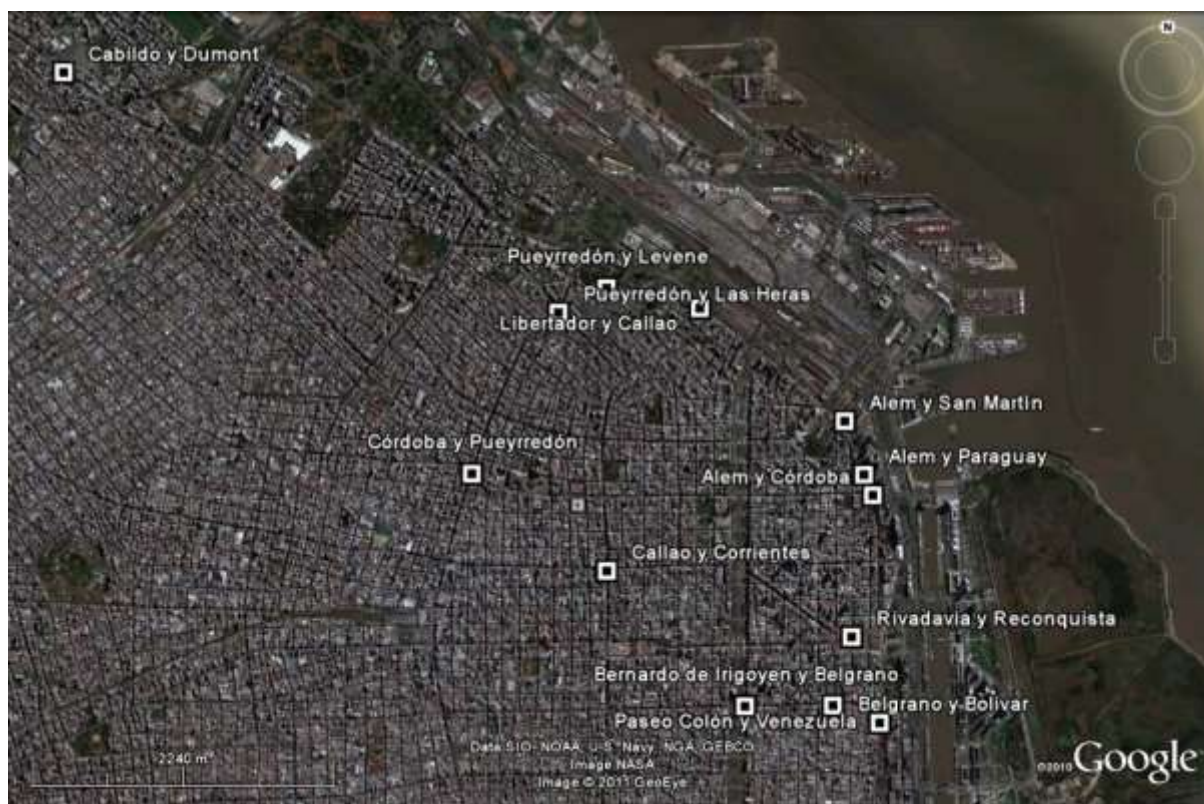 N
Cabildo y Dumont
Pueyrredón y Levene
Pueyrredón y Las Heras
Libertador y Callao
Alem y San Martín
Córdoba y Pueyrredón
Alem y Paraguay
Alem y Córdoba
Callao y Corrientes
Rivadavia y Reconquista
Bernardo de Irigoyen y Belgrano
Belgrano y Bolívar
Paseo Colón y Venezuela
Data SIO, NOAA, U.S. Navy, NGA, GEBCO
2240 m
Image NASA
©2010 Google
Image © 2011 GeoEye